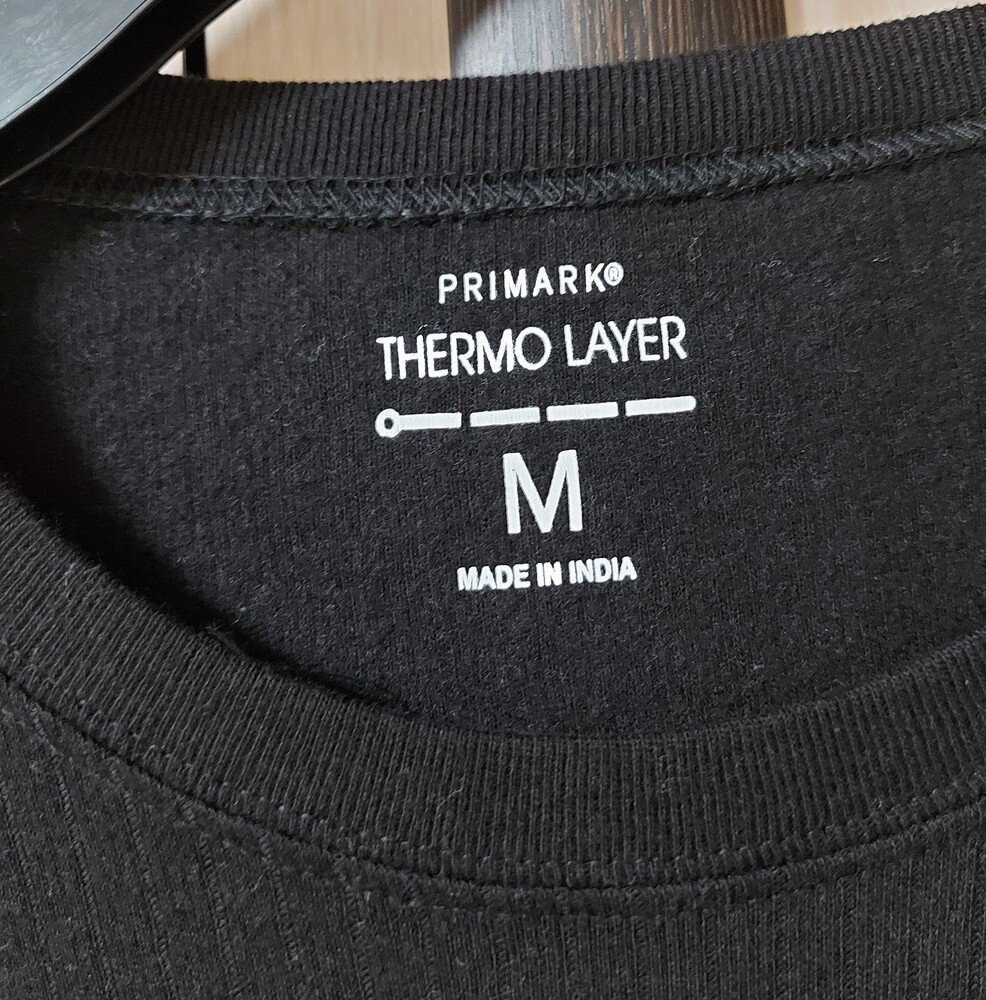 PRIMARK®
THERMO LAYER
M
MADE IN INDIA